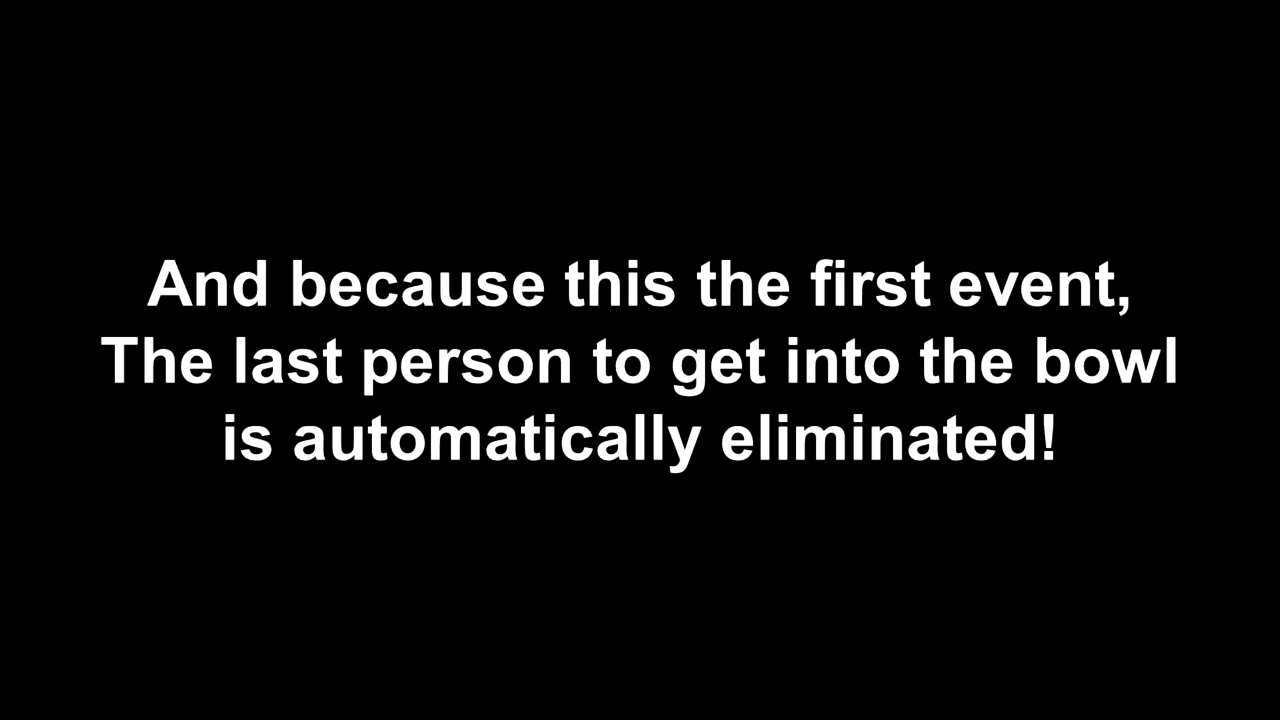 And because this the first event,
The last person to get into the bowl
is automatically eliminated!